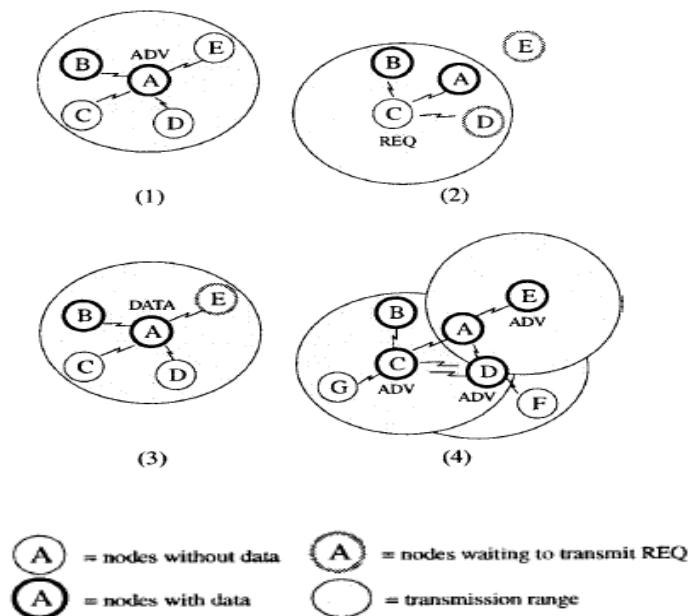 ADV
B
E
A
C
D
(1)
E
B
A
C
D
REQ
(2)
DATA
E
B
A
C
D
(3)
E
ADV
B
A
C
D
G
ADV
ADV
F
(4)
A = nodes without data
A = nodes waiting to transmit REQ
A = nodes with data
= transmission range